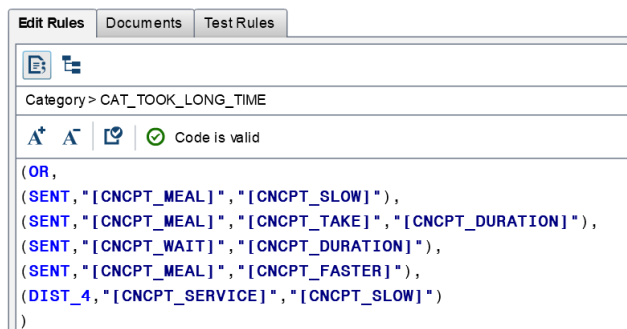 Edit Rules Documents Test Rules
Category > CAT_TOOK_LONG_TIME
A+ A- Code is valid
(OR,
(SENT,"[CNCPT_MEAL]","[CNCPT_SLOW]"),
(SENT,"[CNCPT_MEAL]","[CNCPT_TAKE]","[CNCPT_DURATION]"),
(SENT,"[CNCPT_WAIT]","[CNCPT_DURATION]"),
(SENT,"[CNCPT_MEAL]","[CNCPT_FASTER]"),
(DIST_4,"[CNCPT_SERVICE]","[CNCPT_SLOW]")
)